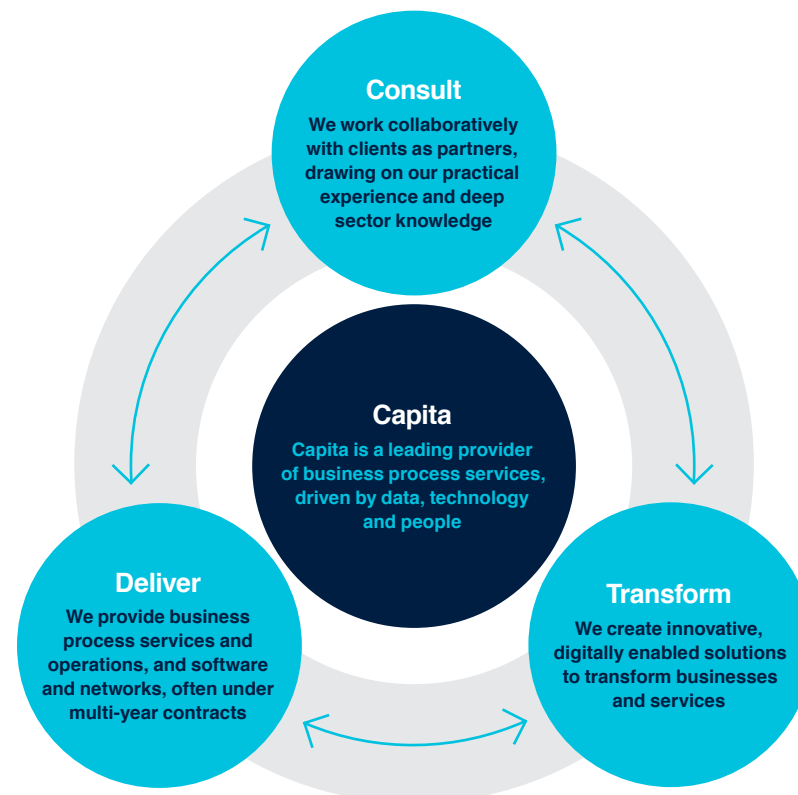 Consult
We work collaboratively
with clients as partners,
drawing on our practical
experience and deep
sector knowledge
Capita
Capita is a leading provider
of business process services,
driven by data, technology
and people
Deliver
We provide business
process services and
operations, and software
and networks, often under
multi-year contracts
Transform
We create innovative,
digitally enabled solutions
to transform businesses
and services